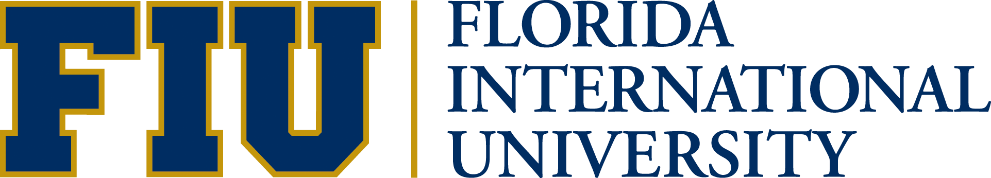 FIU
FLORIDA
INTERNATIONAL
UNIVERSITY